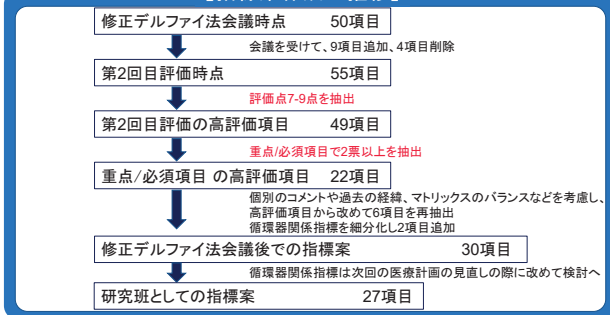 修正デルファイ法会議時点 50項目
会議を受けて、9項目追加、4項目削除
第2回目評価時点 55項目
評価点7-9点を抽出
第2回目評価の高評価項目 49項目
重点/必須項目で2票以上を抽出
重点/必須項目 の高評価項目 22項目
個別のコメントや過去の経緯、マトリックスのバランスなどを考慮し、
高評価項目から改めて6項目を再抽出
循環器関係指標を細分化し2項目追加
修正デルファイ法会議後での指標案 30項目
循環器関係指標は次回の医療計画の見直しの際に改めて検討へ
研究班としての指標案 27項目